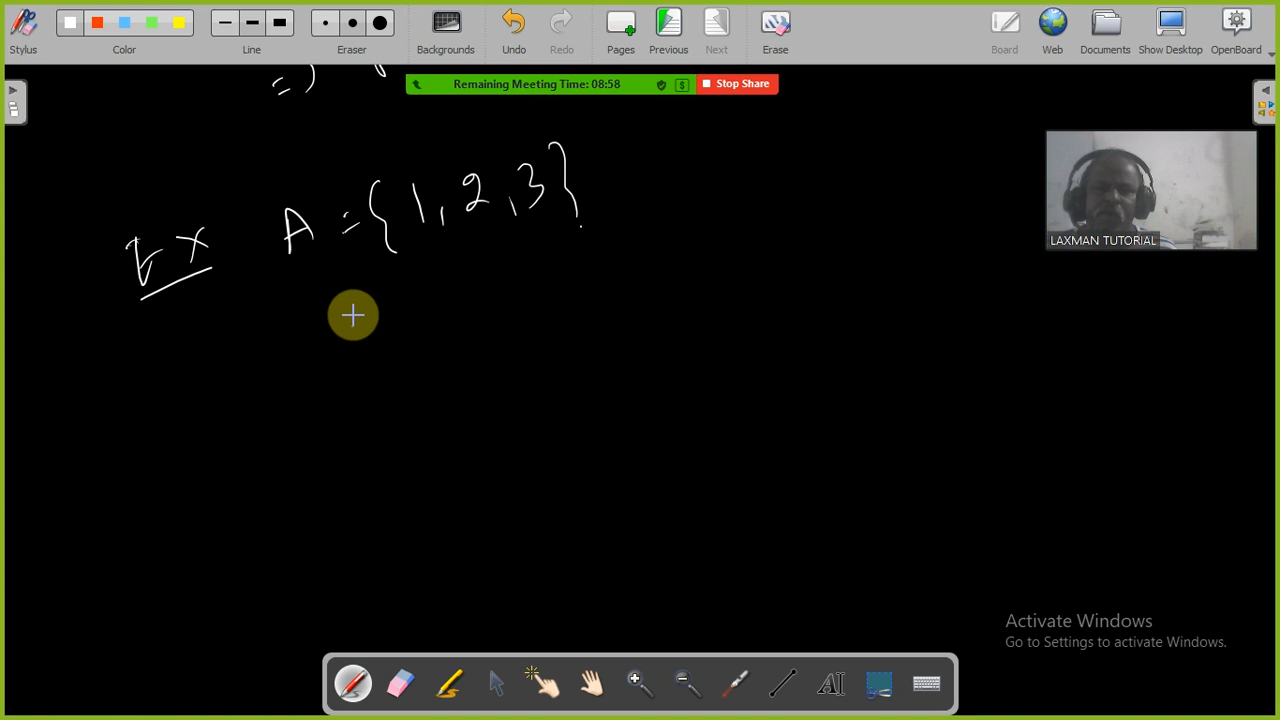 Stylus Color Line Eraser Backgrounds Undo Redo Pages Previous Next Erase Board Web Documents Show Desktop OpenBoard
Remaining Meeting Time: 08:58 Stop Share
=)
Ex A = {1, 2, 3}
LAXMAN TUTORIAL
Activate Windows
Go to Settings to activate Windows.